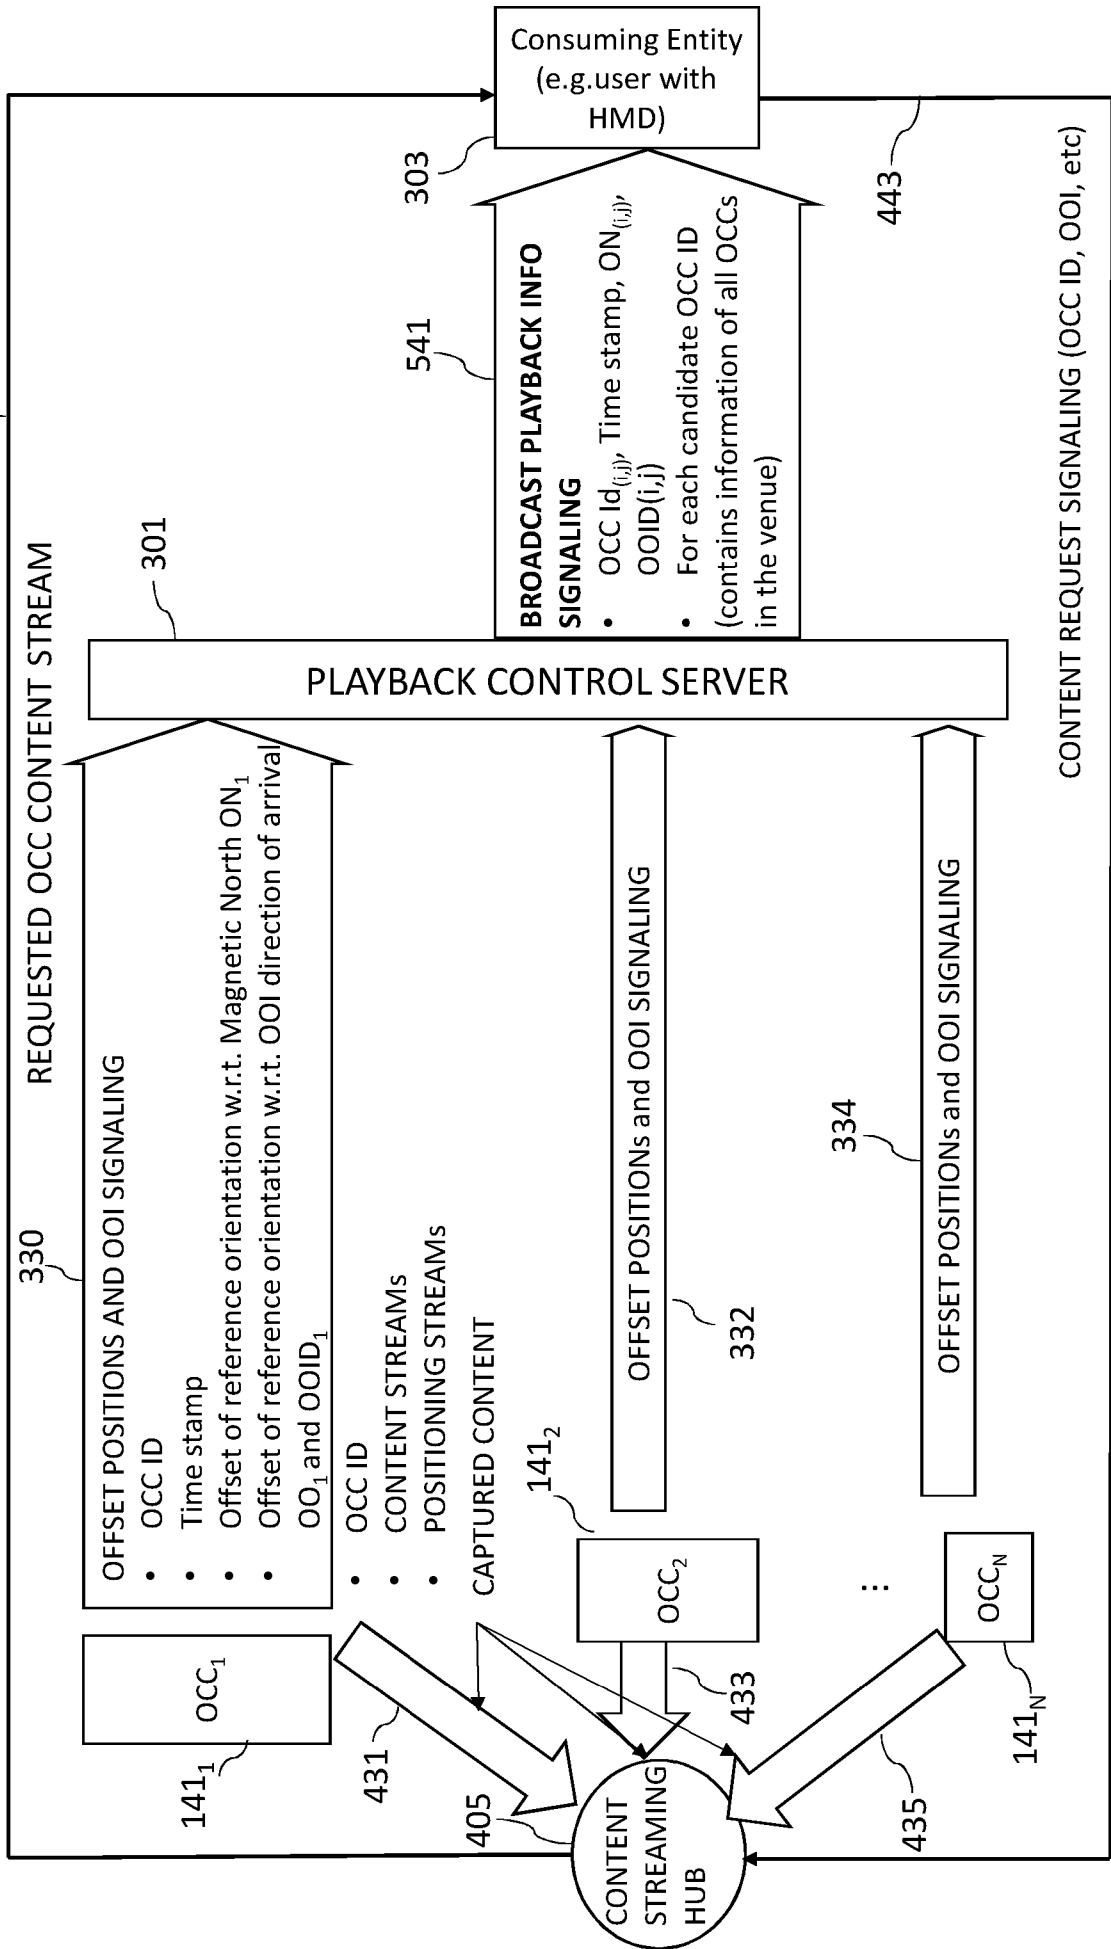 REQUESTED OCC CONTENT STREAM
330
OFFSET POSITIONS AND OOI SIGNALING
• OCC ID
• Time stamp
• Offset of reference orientation w.r.t. Magnetic North ON₁
• Offset of reference orientation w.r.t. OOI direction of arrival
OO₁ and OOID₁
• OCC ID
• CONTENT STREAMs
• POSITIONING STREAMs
CAPTURED CONTENT
141₁
OCC₁
431
405
CONTENT
STREAMING
HUB
141₂
OCC₂
433
OFFSET POSITIONs and OOI SIGNALING
332
...
334
OFFSET POSITIONs and OOI SIGNALING
OCC_N
141_N
435
301
PLAYBACK CONTROL SERVER
541
BROADCAST PLAYBACK INFO
SIGNALING
• OCC Id₍ᵢ,ⱼ₎, Time stamp, ON₍ᵢ,ⱼ₎,
OOID(i,j)
• For each candidate OCC ID
(contains information of all OCCs
in the venue)
303
Consuming Entity
(e.g.user with
HMD)
443
CONTENT REQUEST SIGNALING (OCC ID, OOI, etc)